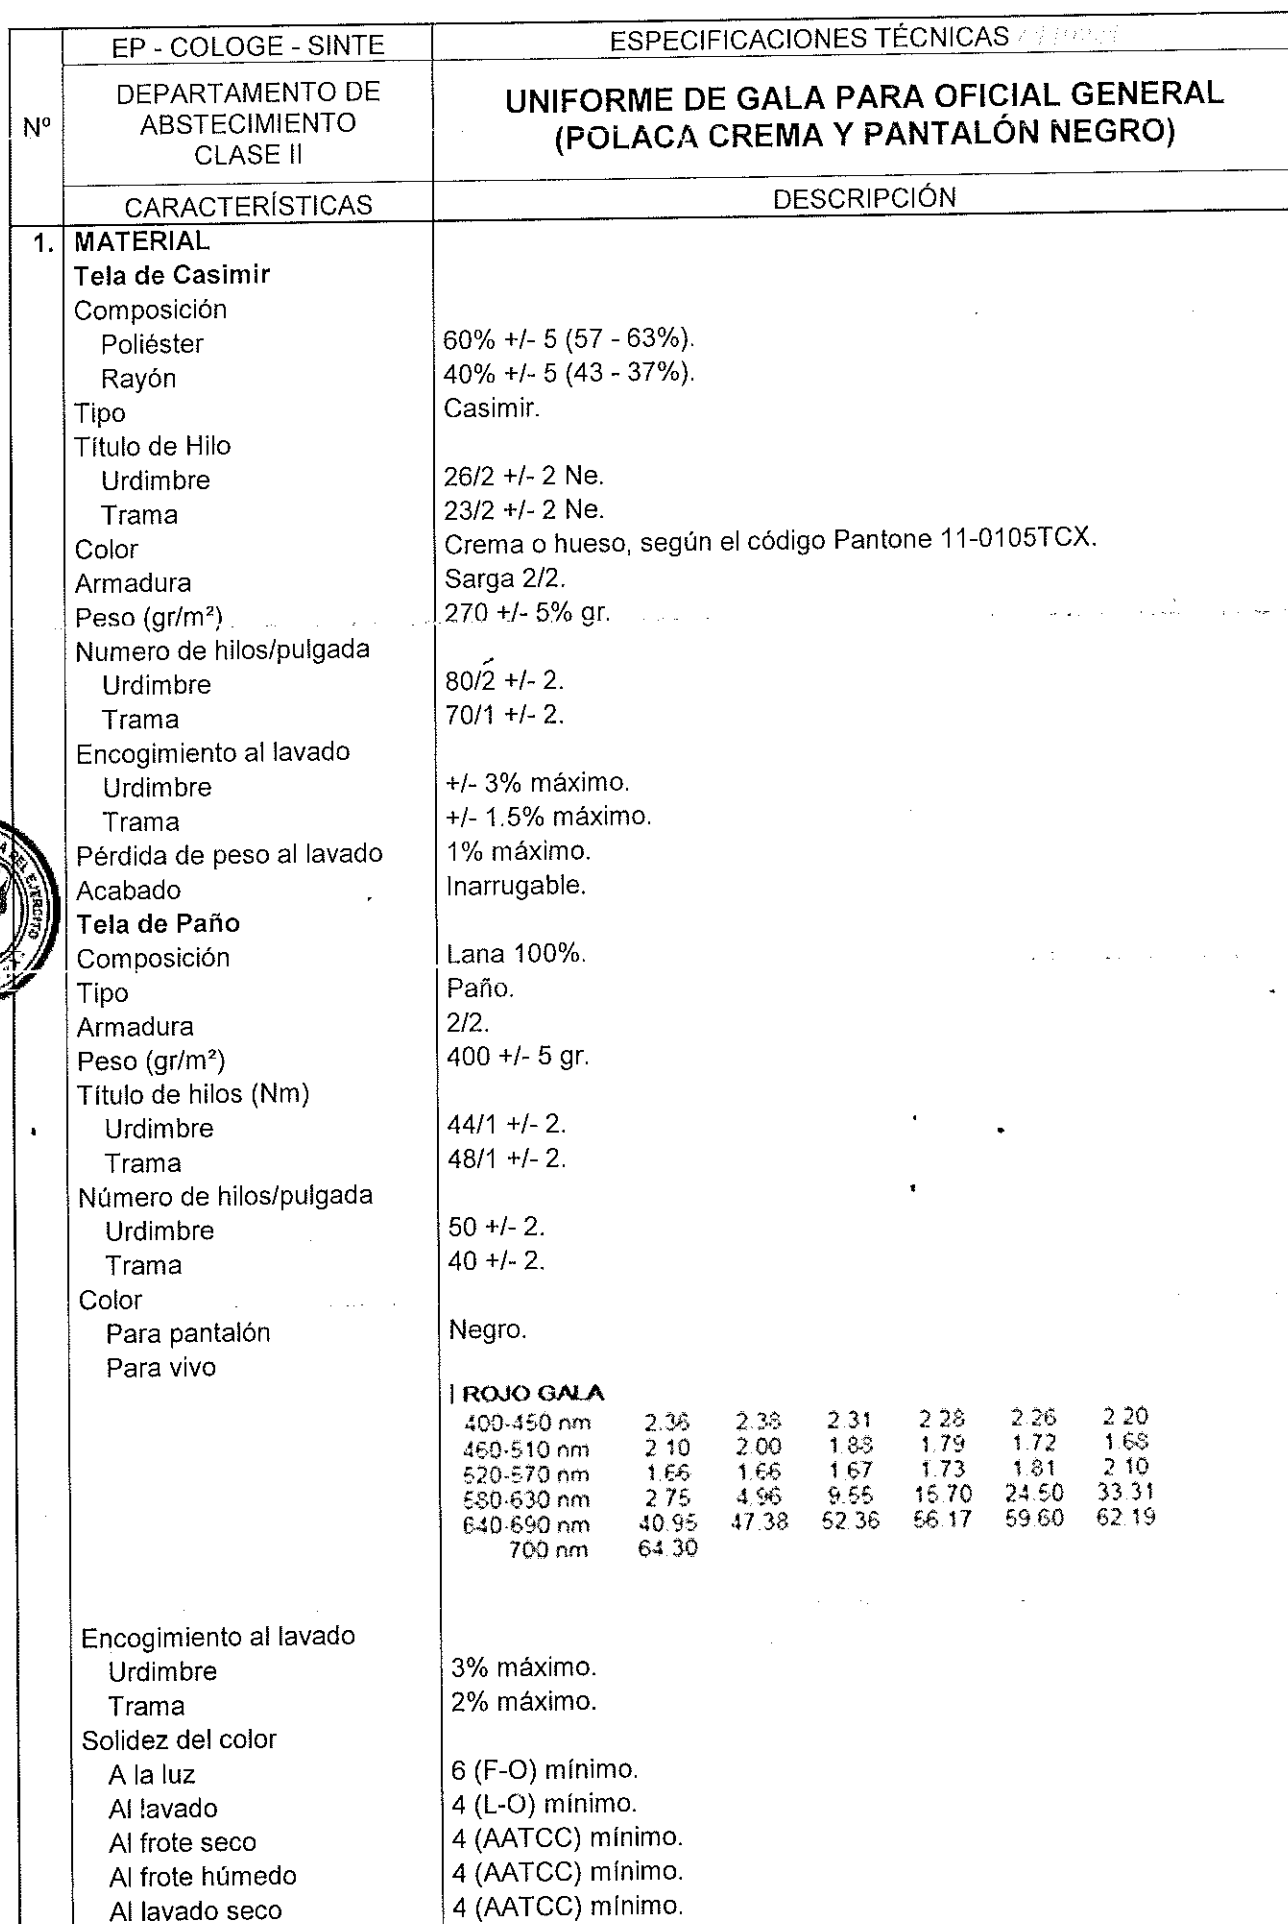 EP - COLOGE - SINTE ESPECIFICACIONES TÉCNICAS
Nº DEPARTAMENTO DE ABSTECIMIENTO CLASE II UNIFORME DE GALA PARA OFICIAL GENERAL (POLACA CREMA Y PANTALÓN NEGRO)
CARACTERÍSTICAS DESCRIPCIÓN
1. MATERIAL
Tela de Casimir
Composición
Poliéster 60% +/- 5 (57 - 63%).
Rayón 40% +/- 5 (43 - 37%).
Tipo Casimir.
Título de Hilo
Urdimbre 26/2 +/- 2 Ne.
Trama 23/2 +/- 2 Ne.
Color Crema o hueso, según el código Pantone 11-0105TCX.
Armadura Sarga 2/2.
Peso (gr/m²) 270 +/- 5% gr.
Numero de hilos/pulgada
Urdimbre 80/2 +/- 2.
Trama 70/1 +/- 2.
Encogimiento al lavado
Urdimbre +/- 3% máximo.
Trama +/- 1.5% máximo.
Pérdida de peso al lavado 1% máximo.
Acabado Inarrugable.
Tela de Paño
Composición Lana 100%.
Tipo Paño.
Armadura 2/2.
Peso (gr/m²) 400 +/- 5 gr.
Título de hilos (Nm)
Urdimbre 44/1 +/- 2.
Trama 48/1 +/- 2.
Número de hilos/pulgada
Urdimbre 50 +/- 2.
Trama 40 +/- 2.
Color
Para pantalón Negro.
Para vivo
ROJO GALA
400-450 nm 2.36 2.38 2.31 2.28 2.26 2.20
460-510 nm 2.10 2.00 1.88 1.79 1.72 1.68
520-570 nm 1.66 1.66 1.67 1.73 1.81 2.10
580-630 nm 2.75 4.96 9.55 15.70 24.50 33.31
640-690 nm 40.95 47.38 52.36 56.17 59.60 62.19
700 nm 64.30
Encogimiento al lavado
Urdimbre 3% máximo.
Trama 2% máximo.
Solidez del color
A la luz 6 (F-O) mínimo.
Al lavado 4 (L-O) mínimo.
Al frote seco 4 (AATCC) mínimo.
Al frote húmedo 4 (AATCC) mínimo.
Al lavado seco 4 (AATCC) mínimo.
DEL EJERCITO